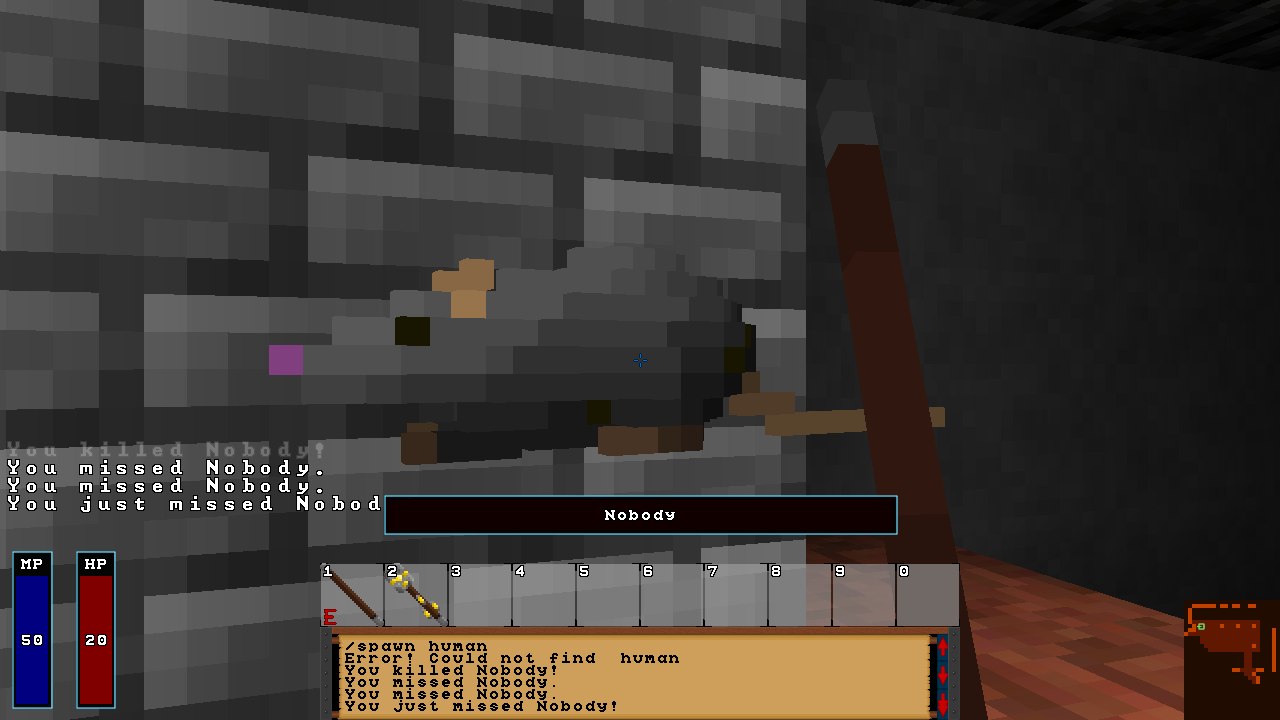 You killed Nobody!
You missed Nobody.
You missed Nobody.
You just missed Nobod
Nobody
MP
HP
50
20
1 2 3 4 5 6 7 8 9 0
E
/spawn human
Error! Could not find  human
You killed Nobody!
You missed Nobody.
You missed Nobody.
You just missed Nobody!